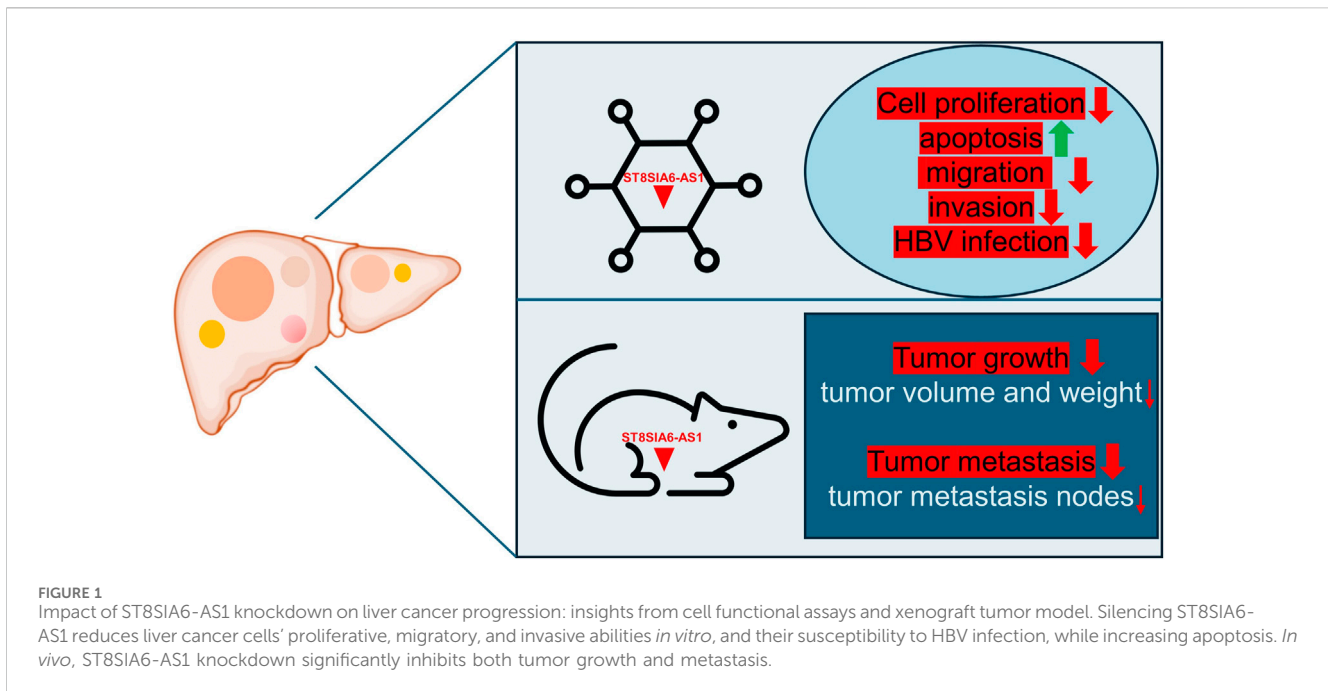 ST8SIA6-AS1
Cell proliferation
apoptosis
migration
invasion
HBV infection
ST8SIA6-AS1
Tumor growth
tumor volume and weight
Tumor metastasis
tumor metastasis nodes
FIGURE 1
Impact of ST8SIA6-AS1 knockdown on liver cancer progression: insights from cell functional assays and xenograft tumor model. Silencing ST8SIA6-
AS1 reduces liver cancer cells' proliferative, migratory, and invasive abilities in vitro, and their susceptibility to HBV infection, while increasing apoptosis. In
vivo, ST8SIA6-AS1 knockdown significantly inhibits both tumor growth and metastasis.